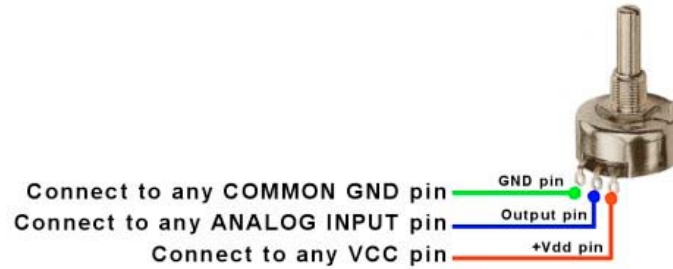 GND pin
Connect to any COMMON GND pin
Output pin
Connect to any ANALOG INPUT pin
+Vdd pin
Connect to any VCC pin